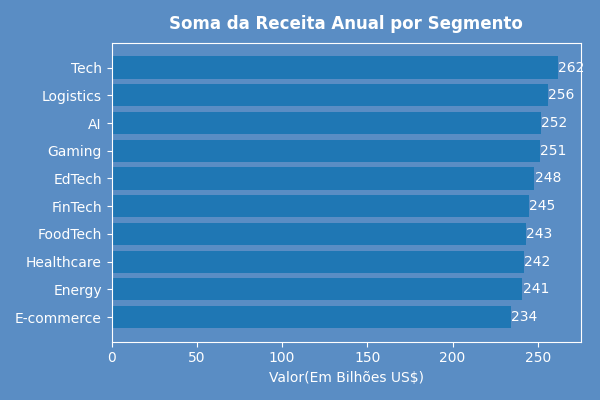 Soma da Receita Anual por Segmento
Tech 262
Logistics 256
AI 252
Gaming 251
EdTech 248
FinTech 245
FoodTech 243
Healthcare 242
Energy 241
E-commerce 234
0 50 100 150 200 250
Valor(Em Bilhões US$)